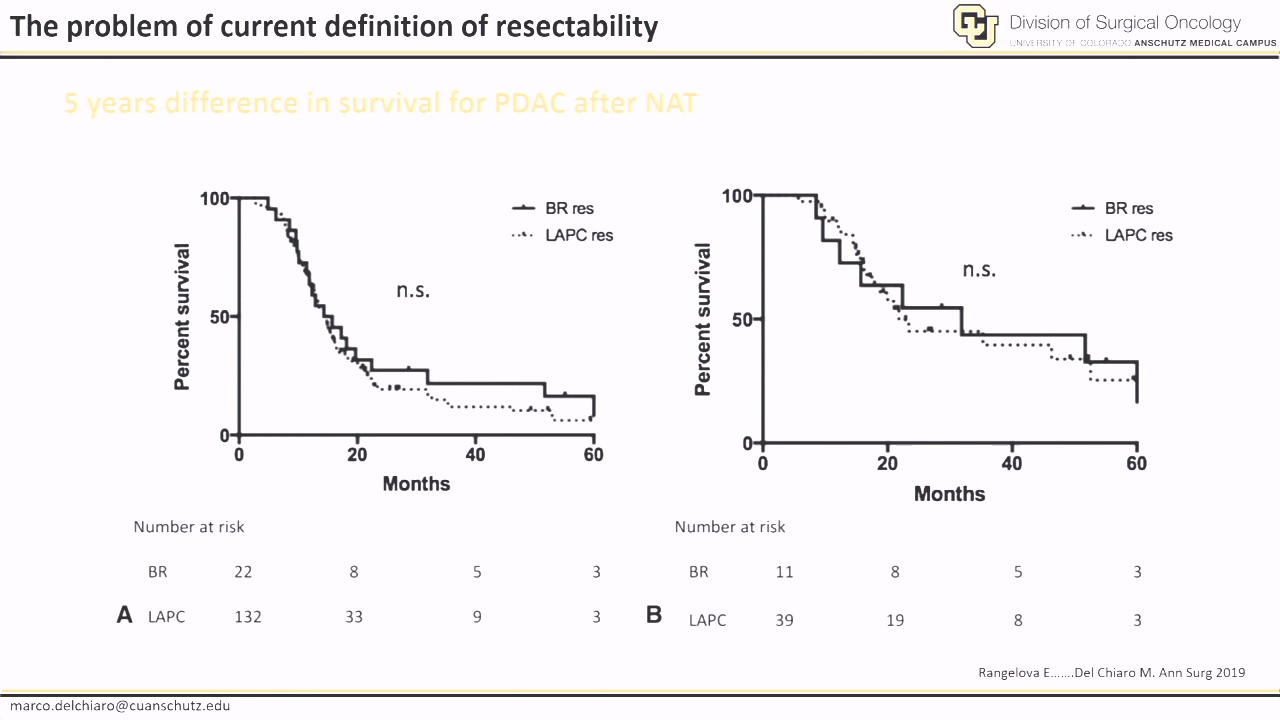 The problem of current definition of resectability
Division of Surgical Oncology
UNIVERSITY OF COLORADO ANSCHUTZ MEDICAL CAMPUS
5 years difference in survival for PDAC after NAT
100
50
0
Percent survival
0 20 40 60
Months
BR res
LAPC res
n.s.
Number at risk
BR 22 8 5 3
A LAPC 132 33 9 3
100
50
0
Percent survival
0 20 40 60
Months
BR res
LAPC res
n.s.
Number at risk
BR 11 8 5 3
B LAPC 39 19 8 3
Rangelova E.......Del Chiaro M. Ann Surg 2019
marco.delchiaro@cuanschutz.edu